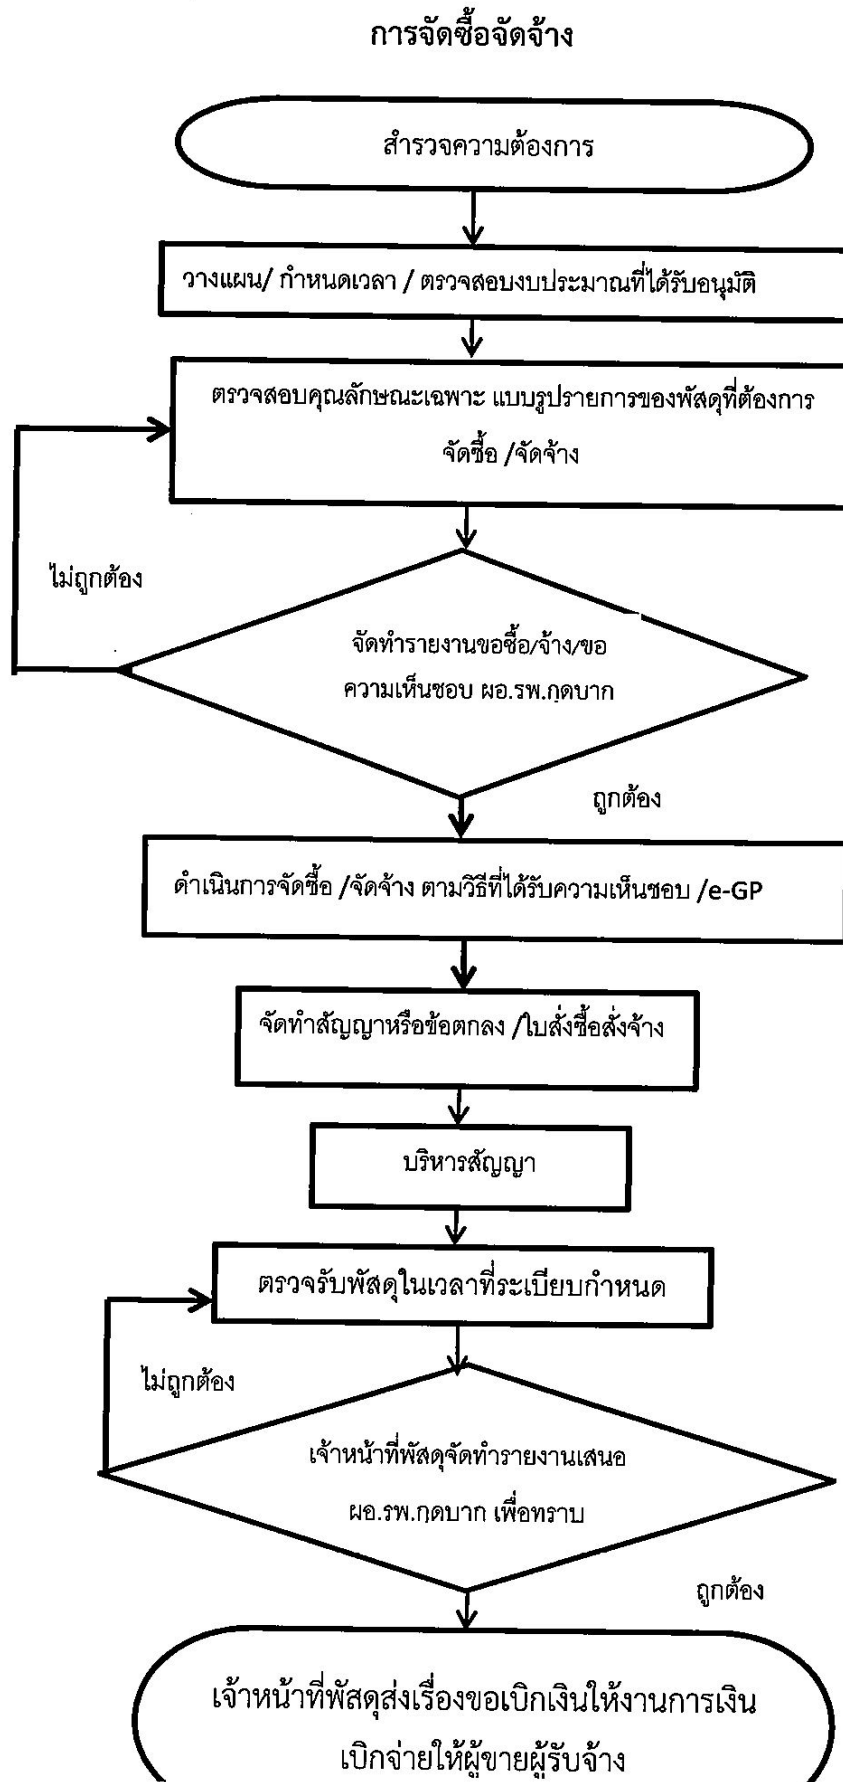 การจัดซื้อจัดจ้าง
สำรวจความต้องการ
วางแผน/ กำหนดเวลา / ตรวจสอบงบประมาณที่ได้รับอนุมัติ
ตรวจสอบคุณลักษณะเฉพาะ แบบรูปรายการของพัสดุที่ต้องการ
จัดซื้อ /จัดจ้าง
ไม่ถูกต้อง
จัดทำรายงานขอซื้อ/จ้าง/ขอ
ความเห็นชอบ ผอ.รพ.กุดบาก
ถูกต้อง
ดำเนินการจัดซื้อ /จัดจ้าง ตามวิธีที่ได้รับความเห็นชอบ /e-GP
จัดทำสัญญาหรือข้อตกลง /ใบสั่งซื้อสั่งจ้าง
บริหารสัญญา
ตรวจรับพัสดุในเวลาที่ระเบียบกำหนด
ไม่ถูกต้อง
เจ้าหน้าที่พัสดุจัดทำรายงานเสนอ
ผอ.รพ.กุดบาก เพื่อทราบ
ถูกต้อง
เจ้าหน้าที่พัสดุส่งเรื่องขอเบิกเงินให้งานการเงิน
เบิกจ่ายให้ผู้ขายผู้รับจ้าง